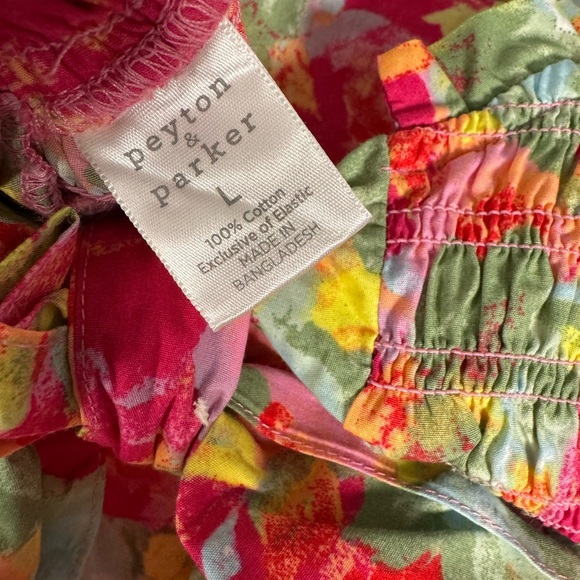 peyton
&
parker
L
100% Cotton
Exclusive of Elastic
MADE IN
BANGLADESH